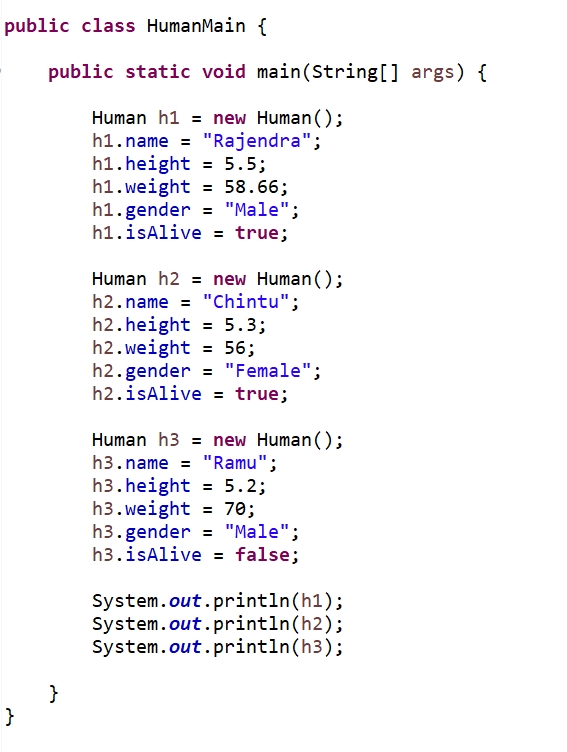 public class HumanMain {
public static void main(String[] args) {
Human h1 = new Human();
h1.name = "Rajendra";
h1.height = 5.5;
h1.weight = 58.66;
h1.gender = "Male";
h1.isAlive = true;
Human h2 = new Human();
h2.name = "Chintu";
h2.height = 5.3;
h2.weight = 56;
h2.gender = "Female";
h2.isAlive = true;
Human h3 = new Human();
h3.name = "Ramu";
h3.height = 5.2;
h3.weight = 70;
h3.gender = "Male";
h3.isAlive = false;
System.out.println(h1);
System.out.println(h2);
System.out.println(h3);
}
}